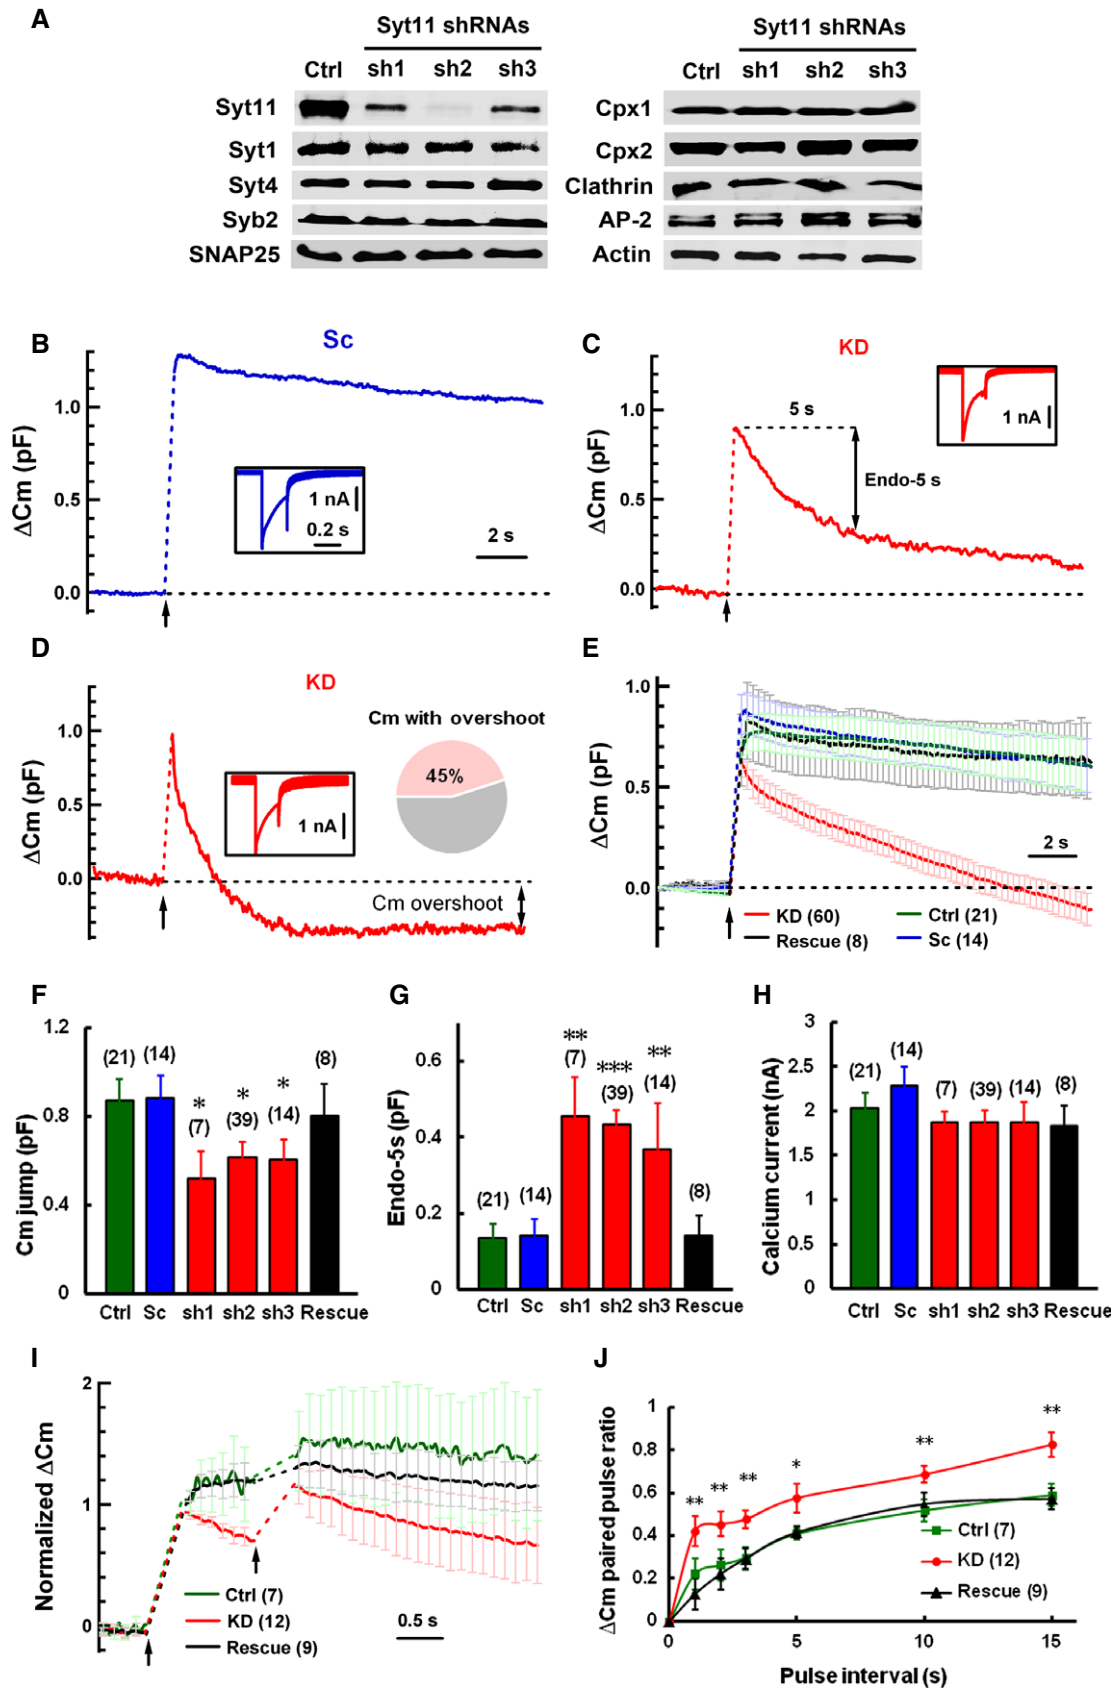 A
Syt11 shRNAs
Ctrl sh1 sh2 sh3
Syt11
Syt1
Syt4
Syb2
SNAP25
Syt11 shRNAs
Ctrl sh1 sh2 sh3
Cpx1
Cpx2
Clathrin
AP-2
Actin
B
Sc
ΔCm (pF)
1.0
0.5
0.0
1 nA
0.2 s
2 s
C
KD
ΔCm (pF)
1.0
0.5
0.0
5 s
Endo-5 s
1 nA
D
KD
ΔCm (pF)
1.0
0.5
0.0
Cm with overshoot
45%
1 nA
Cm overshoot
E
ΔCm (pF)
1.0
0.5
0.0
2 s
KD (60)
Ctrl (21)
Rescue (8)
Sc (14)
F
Cm jump (pF)
1.2
0.8
0.4
0
(21) (14) * (7) * (39) * (14) (8)
Ctrl Sc sh1 sh2 sh3 Rescue
G
Endo-5s (pF)
0.6
0.4
0.2
0
(21) (14) ** (7) *** (39) ** (14) (8)
Ctrl Sc sh1 sh2 sh3 Rescue
H
Calcium current (nA)
3
2.5
2
1.5
1
0.5
0
(21) (14) (7) (39) (14) (8)
Ctrl Sc sh1 sh2 sh3 Rescue
I
Normalized ΔCm
2
1
0
Ctrl (7)
KD (12)
Rescue (9)
0.5 s
J
ΔCm paired pulse ratio
1
0.8
0.6
0.4
0.2
0
** ** ** * ** **
Ctrl (7)
KD (12)
Rescue (9)
0 5 10 15
Pulse interval (s)